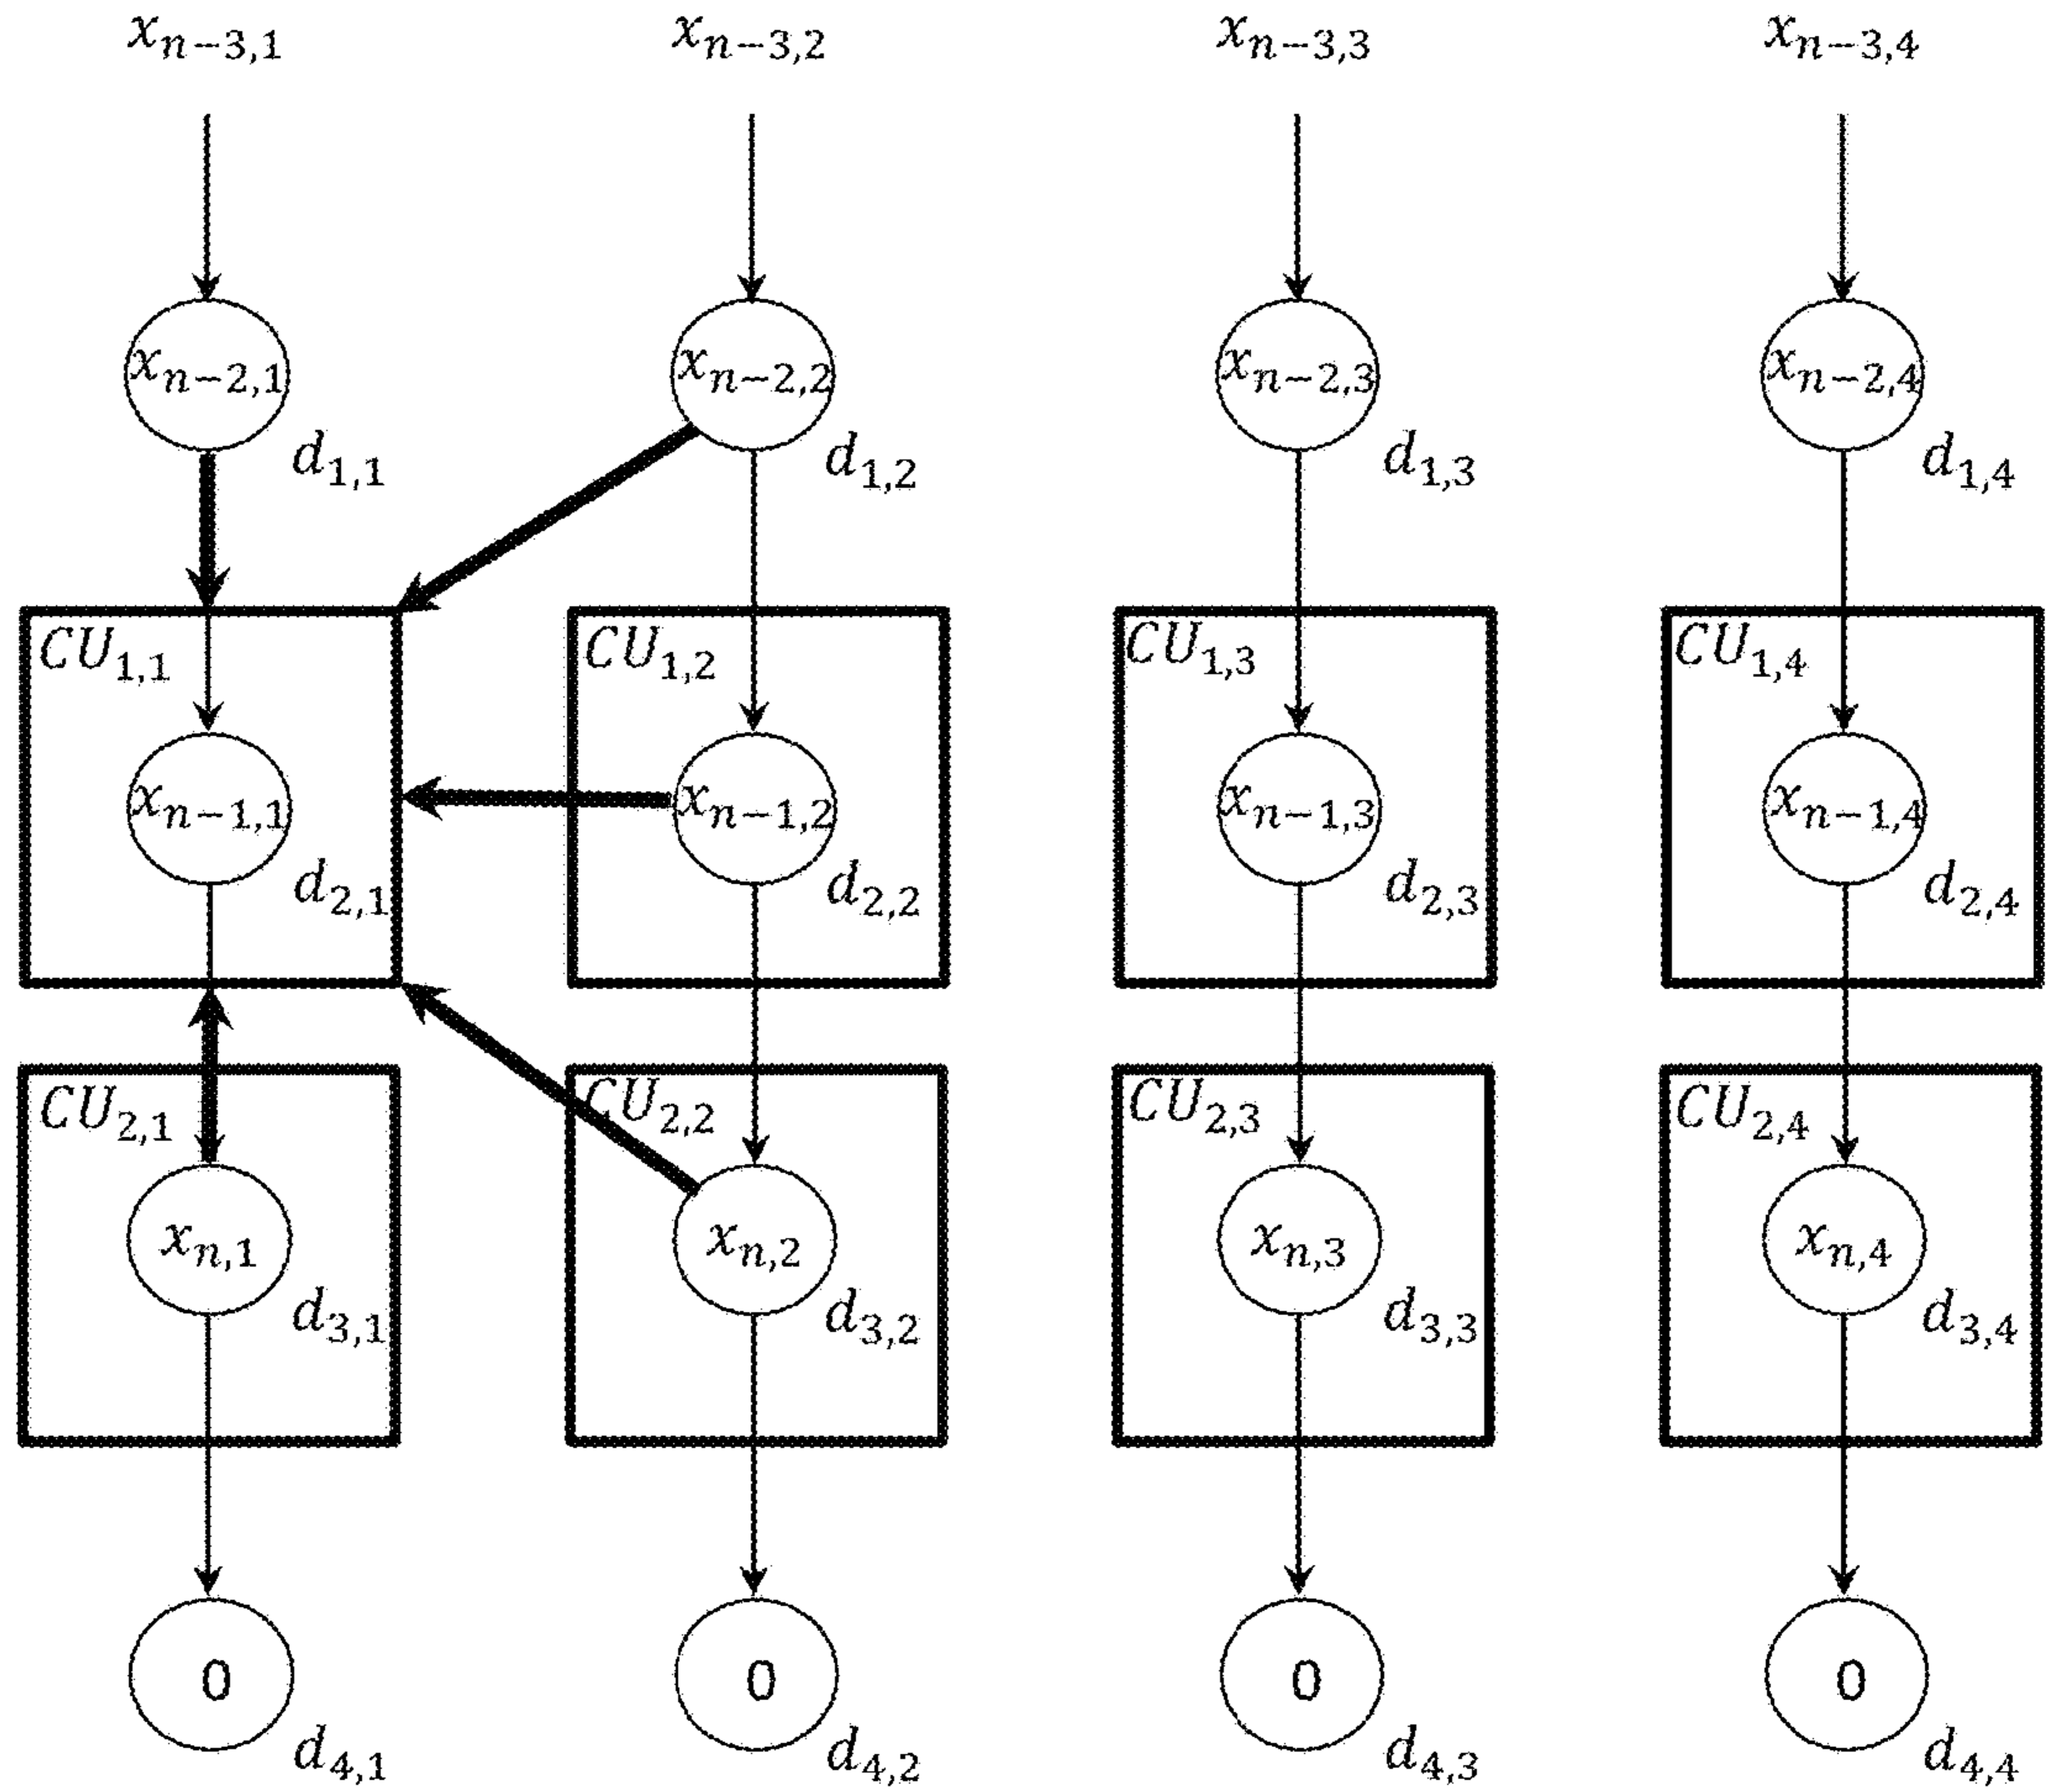 x_{n−3,1} x_{n−3,2} x_{n−3,3} x_{n−3,4}
x_{n−2,1} x_{n−2,2} x_{n−2,3} x_{n−2,4}
d_{1,1} d_{1,2} d_{1,3} d_{1,4}
CU_{1,1} CU_{1,2} CU_{1,3} CU_{1,4}
x_{n−1,1} x_{n−1,2} x_{n−1,3} x_{n−1,4}
d_{2,1} d_{2,2} d_{2,3} d_{2,4}
CU_{2,1} CU_{2,2} CU_{2,3} CU_{2,4}
x_{n,1} x_{n,2} x_{n,3} x_{n,4}
d_{3,1} d_{3,2} d_{3,3} d_{3,4}
0 0 0 0
d_{4,1} d_{4,2} d_{4,3} d_{4,4}